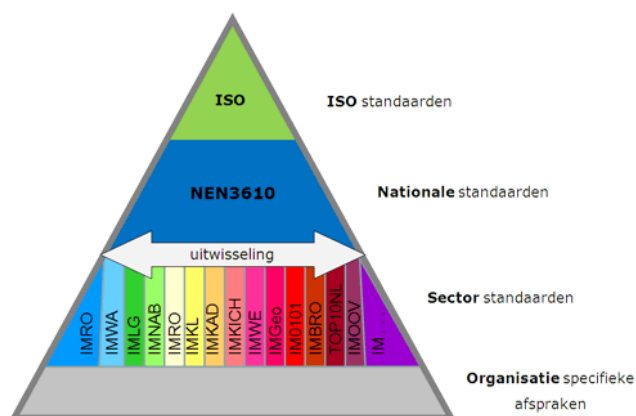 ISO
ISO standaarden
NEN3610
Nationale standaarden
uitwisseling
IMRO
IMWA
IMLG
IMNAB
IMRO
IMKL
IMKAD
IMKICH
IMWE
IMGeo
IM0101
IMBRO
TOP10NL
IMOOV
IM. . .
Sector standaarden
Organisatie specifieke
afspraken